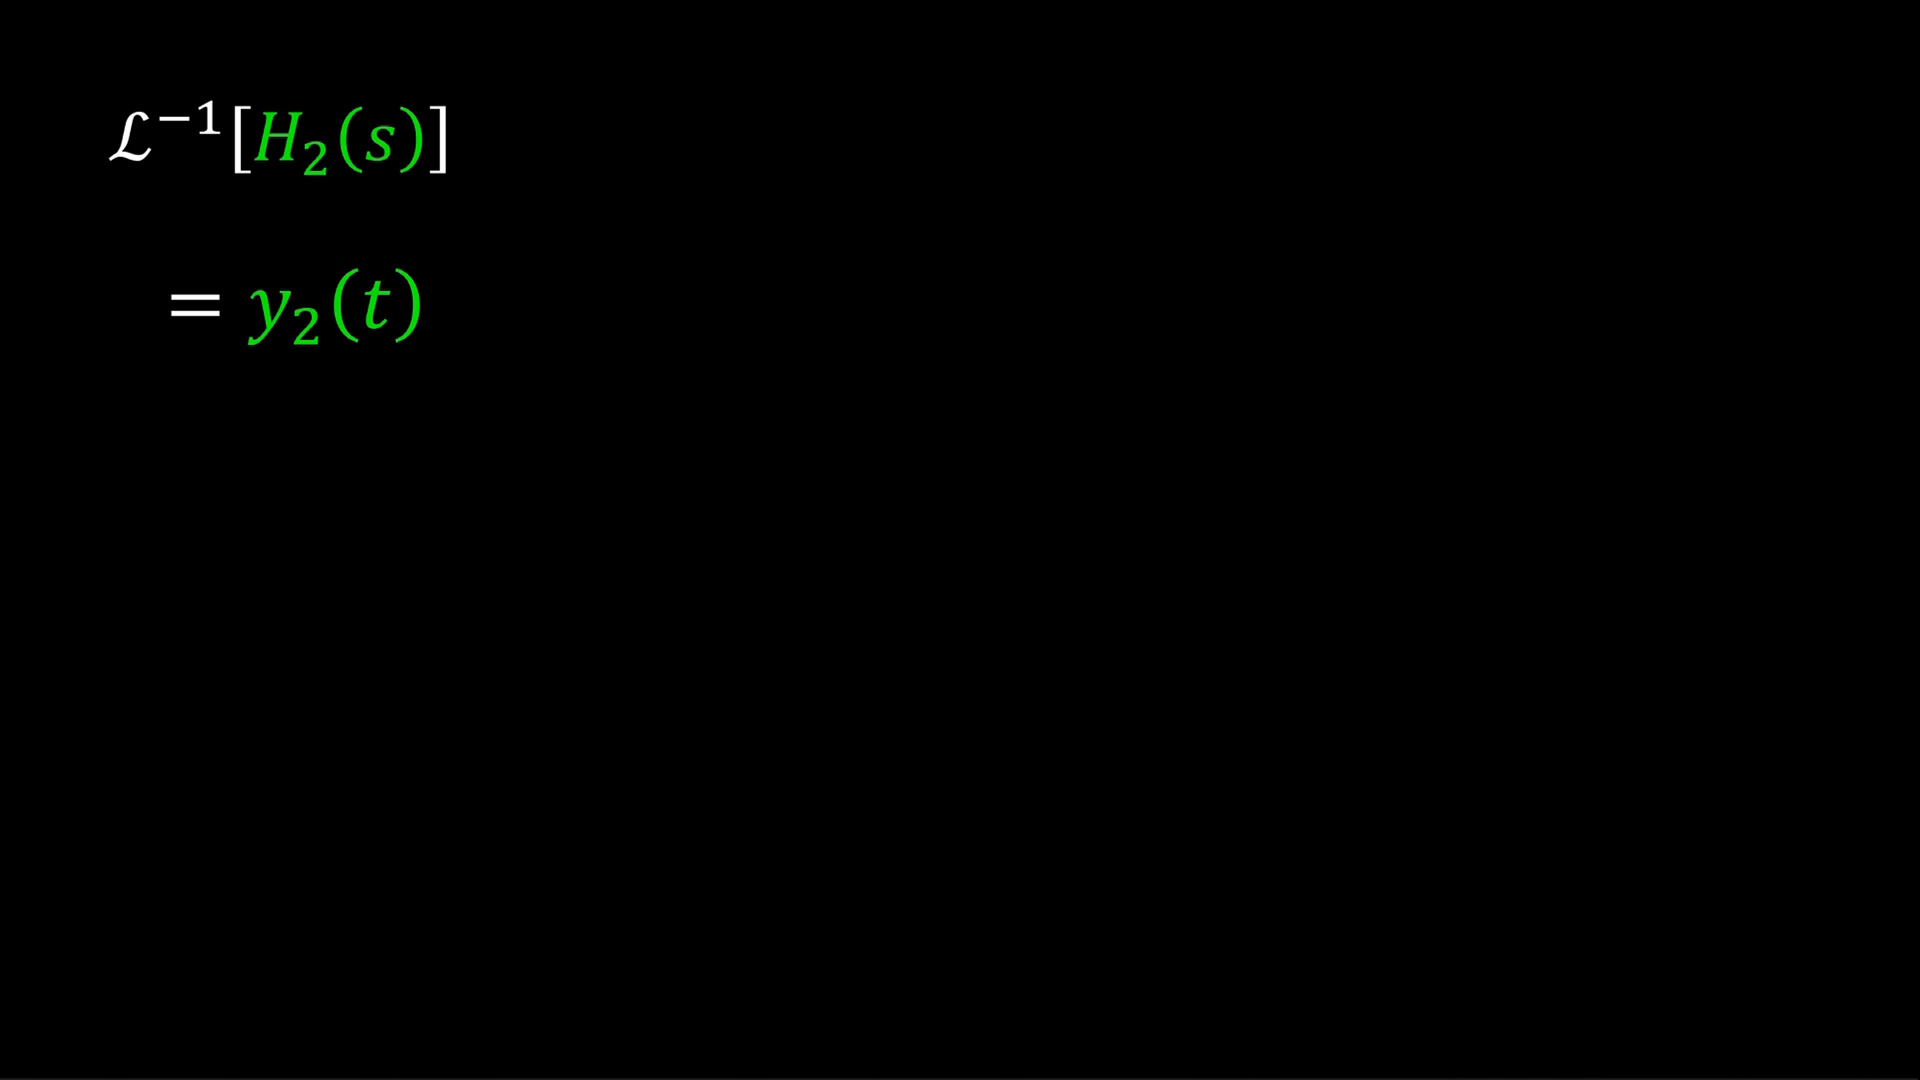 ℒ⁻¹[H₂(s)]
= y₂(t)